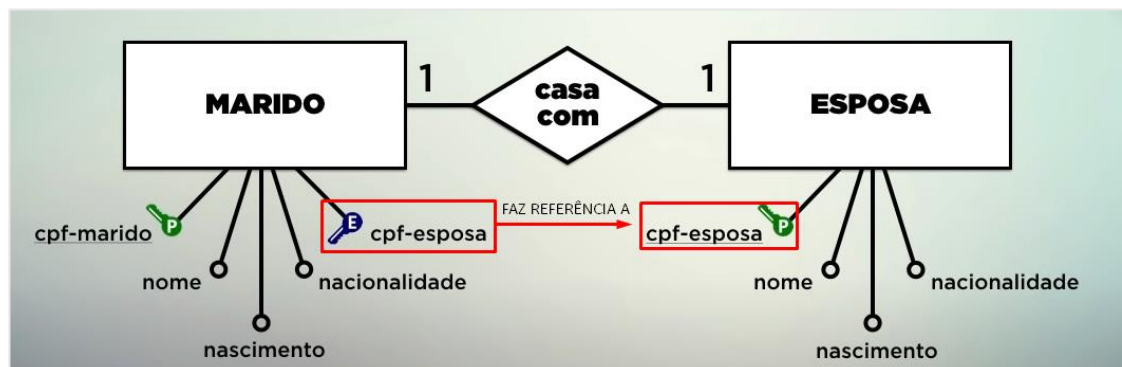 MARIDO
1
casa
com
1
ESPOSA
P
cpf-marido
E
cpf-esposa
FAZ REFERÊNCIA A
cpf-esposa
P
nome
nacionalidade
nascimento
nome
nacionalidade
nascimento